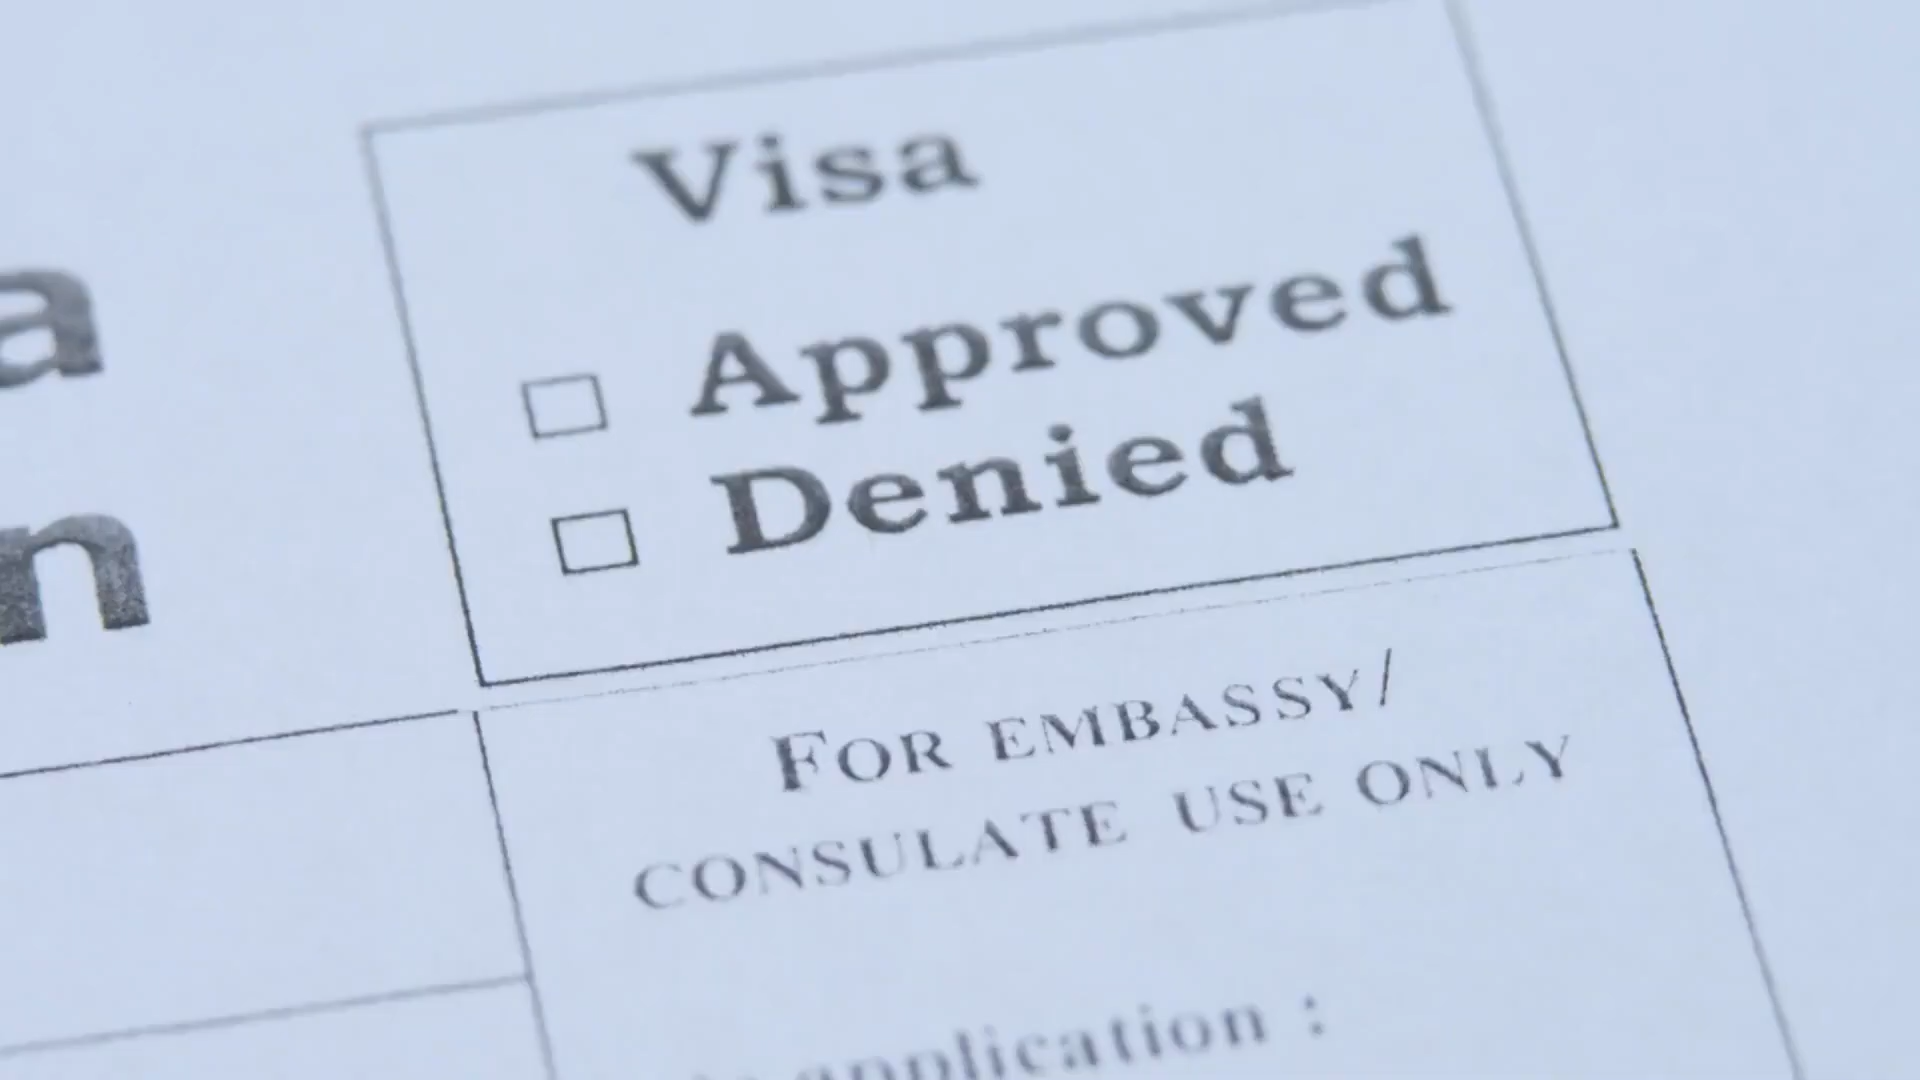 Visa
Approved
Denied
FOR EMBASSY/
CONSULATE USE ONLY
application :